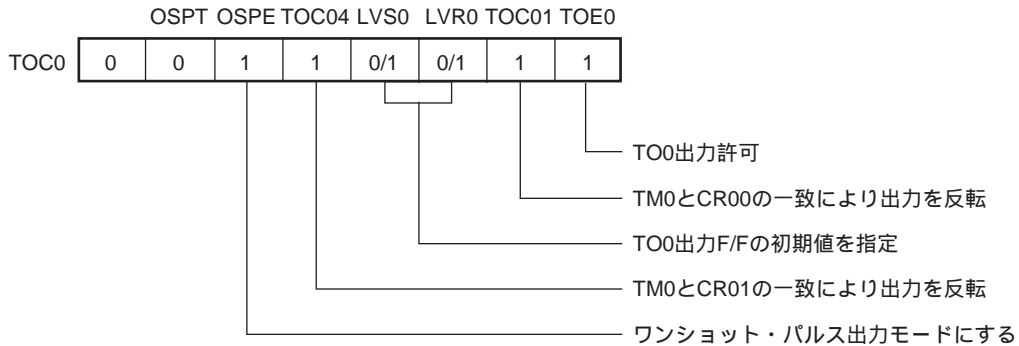 OSPT OSPE TOC04 LVS0 LVR0 TOC01 TOE0
TOC0 0 0 1 1 0/1 0/1 1 1
TO0出力許可
TM0とCR00の一致により出力を反転
TO0出力F/Fの初期値を指定
TM0とCR01の一致により出力を反転
ワンショット・パルス出力モードにする